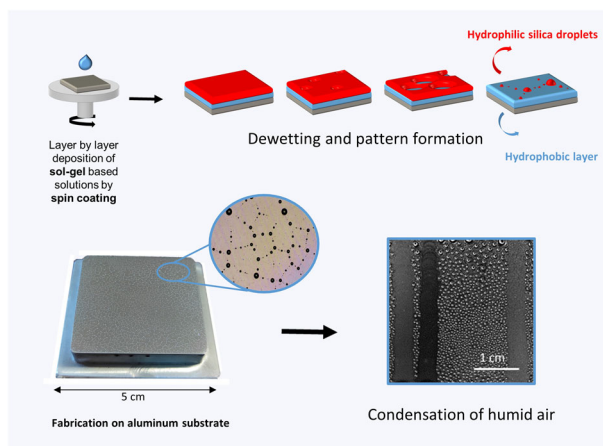 Hydrophilic silica droplets
Dewetting and pattern formation
Hydrophobic layer
Layer by layer
deposition of
sol-gel based
solutions by
spin coating
1 cm
5 cm
Fabrication on aluminum substrate
Condensation of humid air